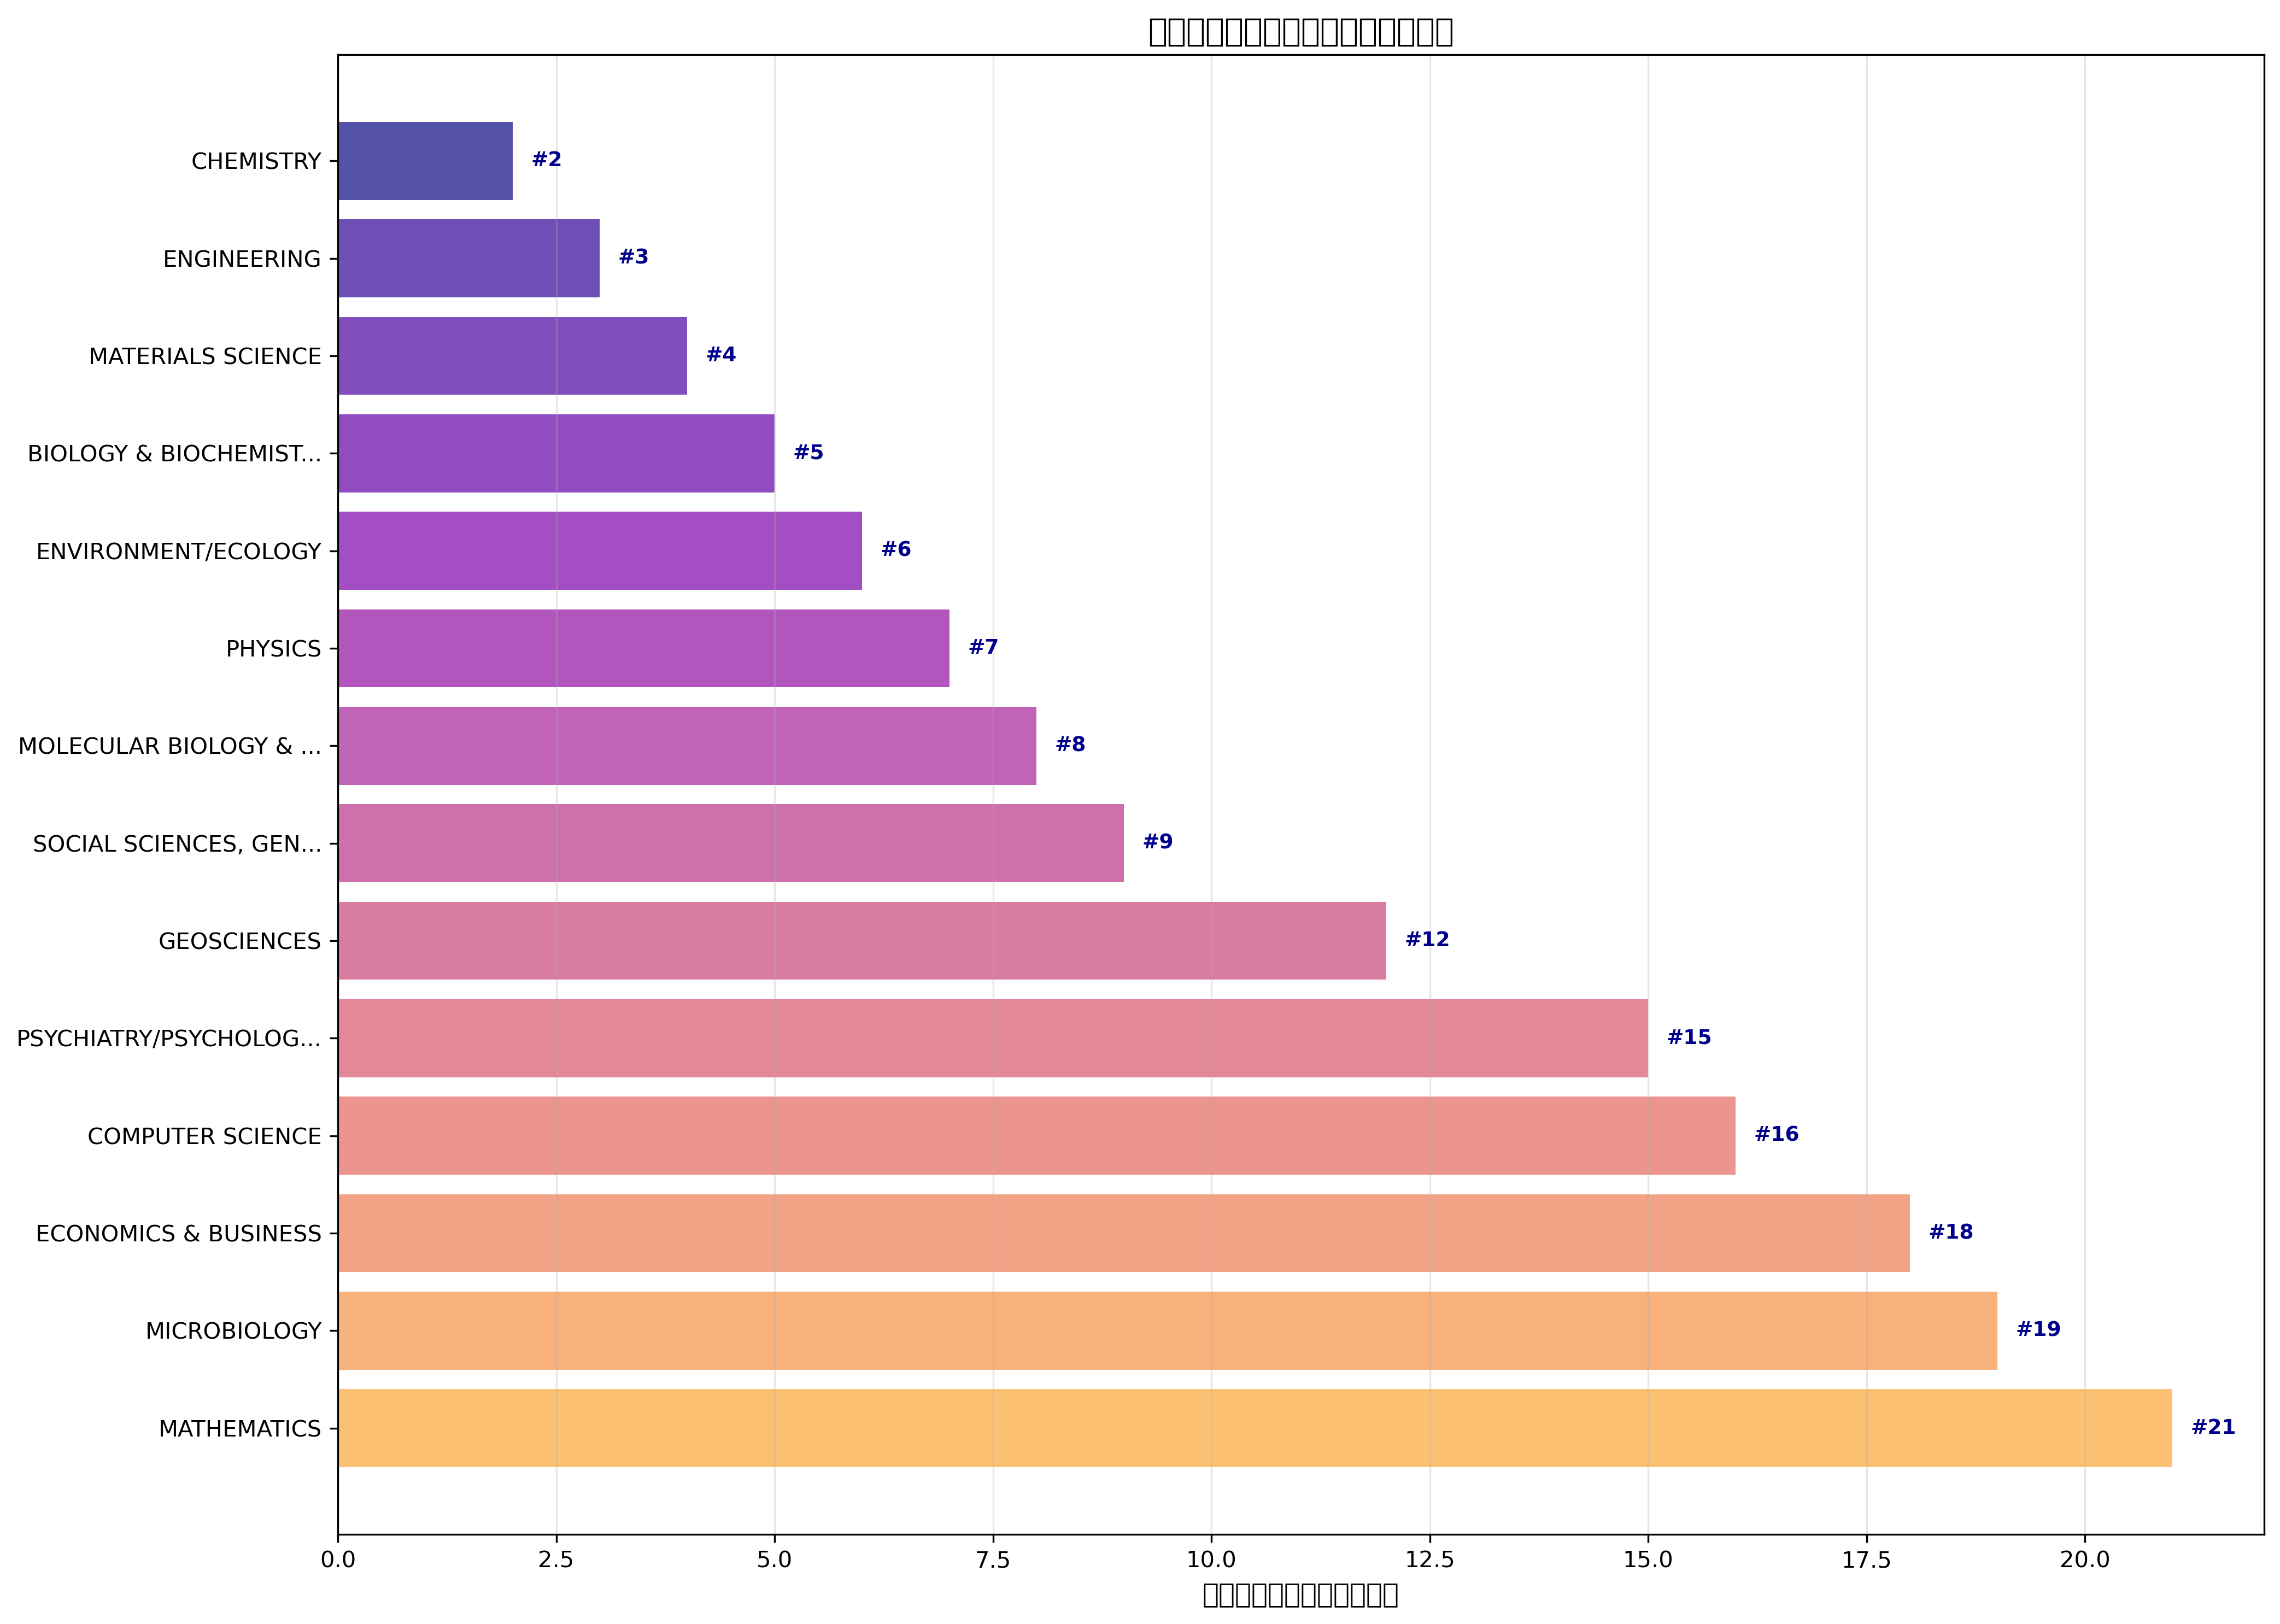 CHEMISTRY
#2
ENGINEERING
#3
MATERIALS SCIENCE
#4
BIOLOGY & BIOCHEMIST...
#5
ENVIRONMENT/ECOLOGY
#6
PHYSICS
#7
MOLECULAR BIOLOGY & ...
#8
SOCIAL SCIENCES, GEN...
#9
GEOSCIENCES
#12
PSYCHIATRY/PSYCHOLOG...
#15
COMPUTER SCIENCE
#16
ECONOMICS & BUSINESS
#18
MICROBIOLOGY
#19
MATHEMATICS
#21
0.0 2.5 5.0 7.5 10.0 12.5 15.0 17.5 20.0